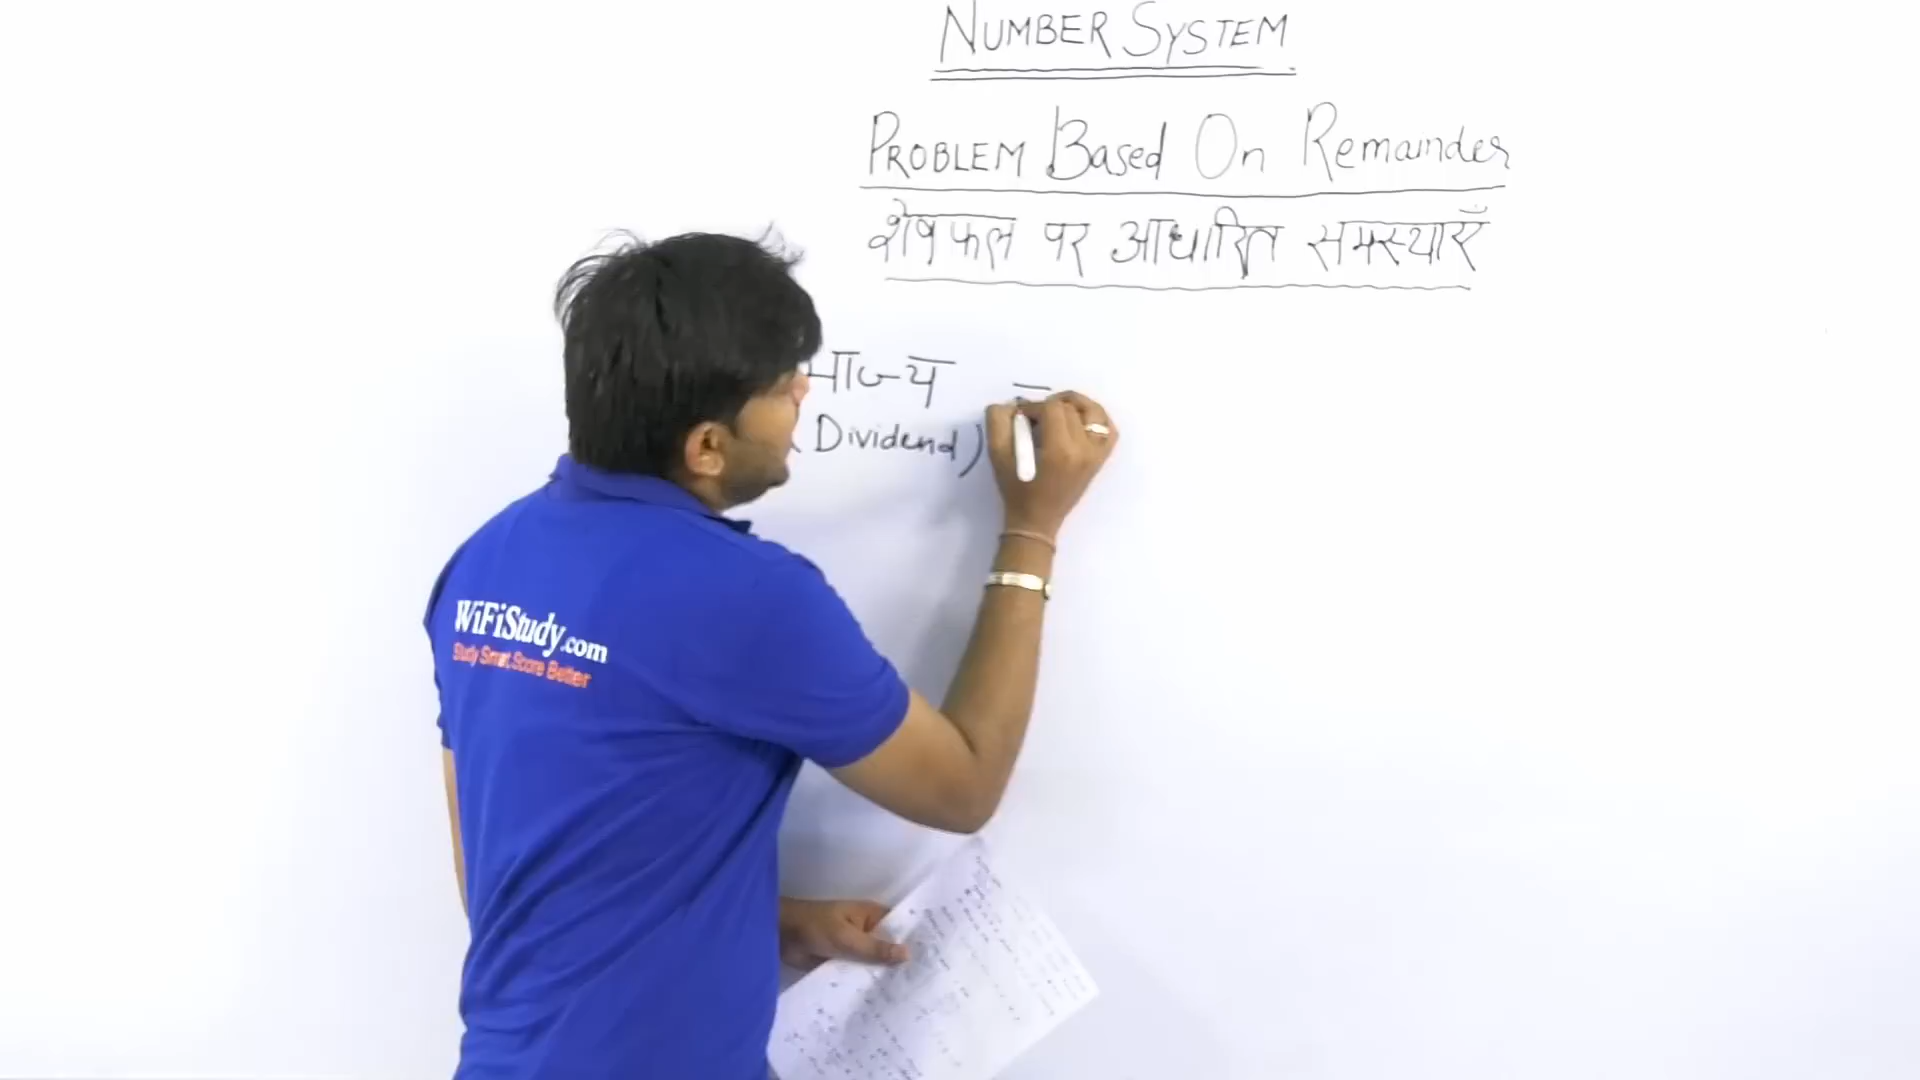 NUMBER SYSTEM
PROBLEM Based On Remainder
शेषफल पर आधारित समस्याएँ
भाज्य =
(Dividend)
WiFiStudy.com
Study Smart Score Better